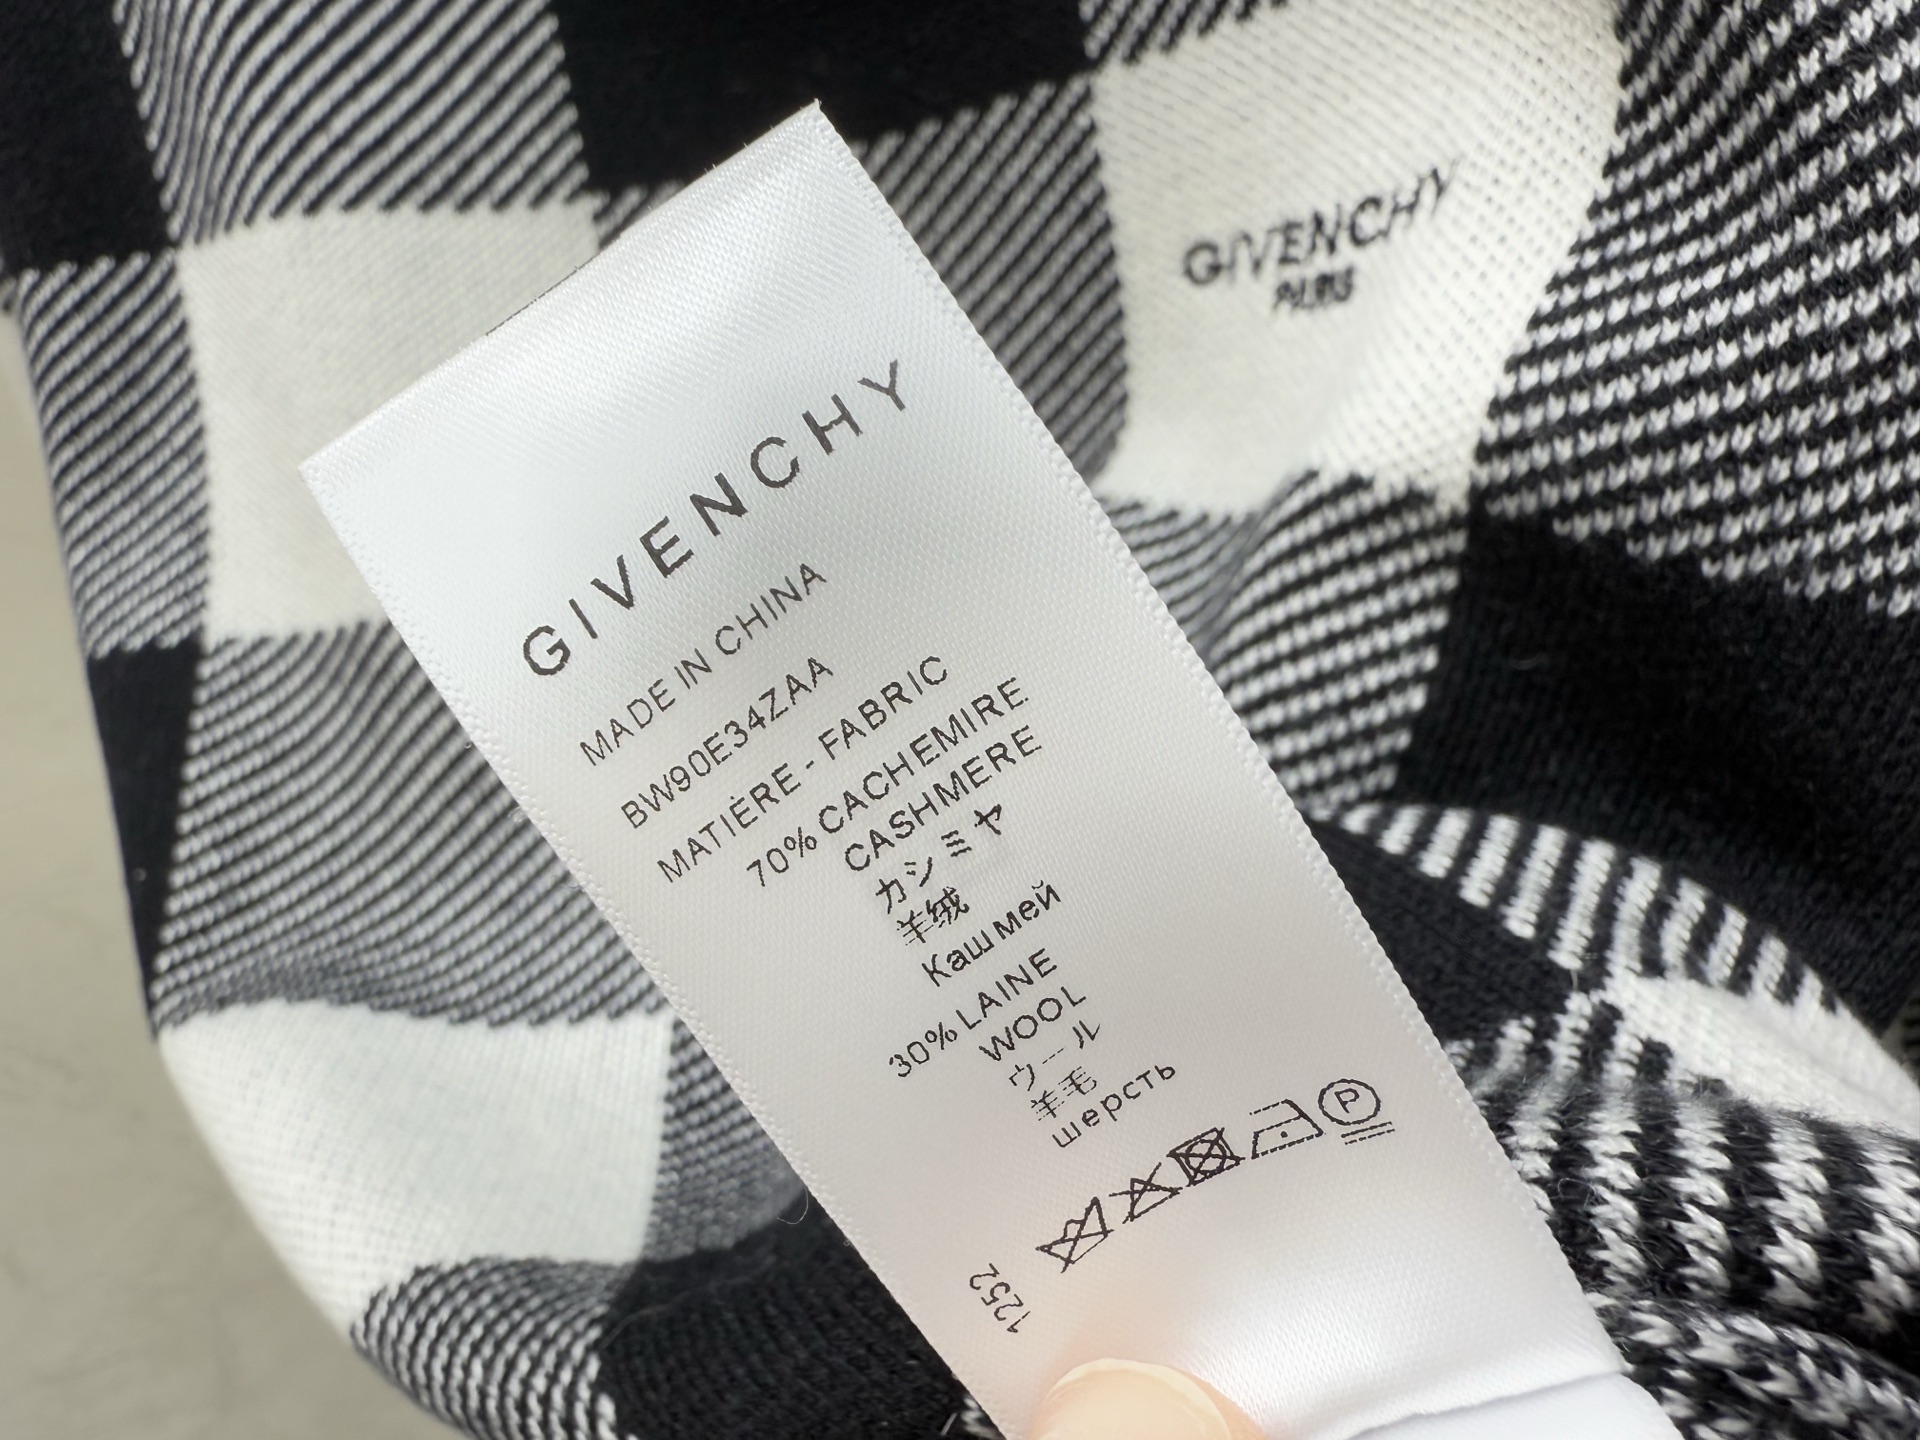 GIVENCHY
PARIS
GIVENCHY
MADE IN CHINA
BW90E34ZAA
MATIÈRE - FABRIC
70% CACHEMIRE
CASHMERE
カシミヤ
羊绒
Кашмей
30% LAINE
WOOL
ウール
羊毛
шерсть
P
1252